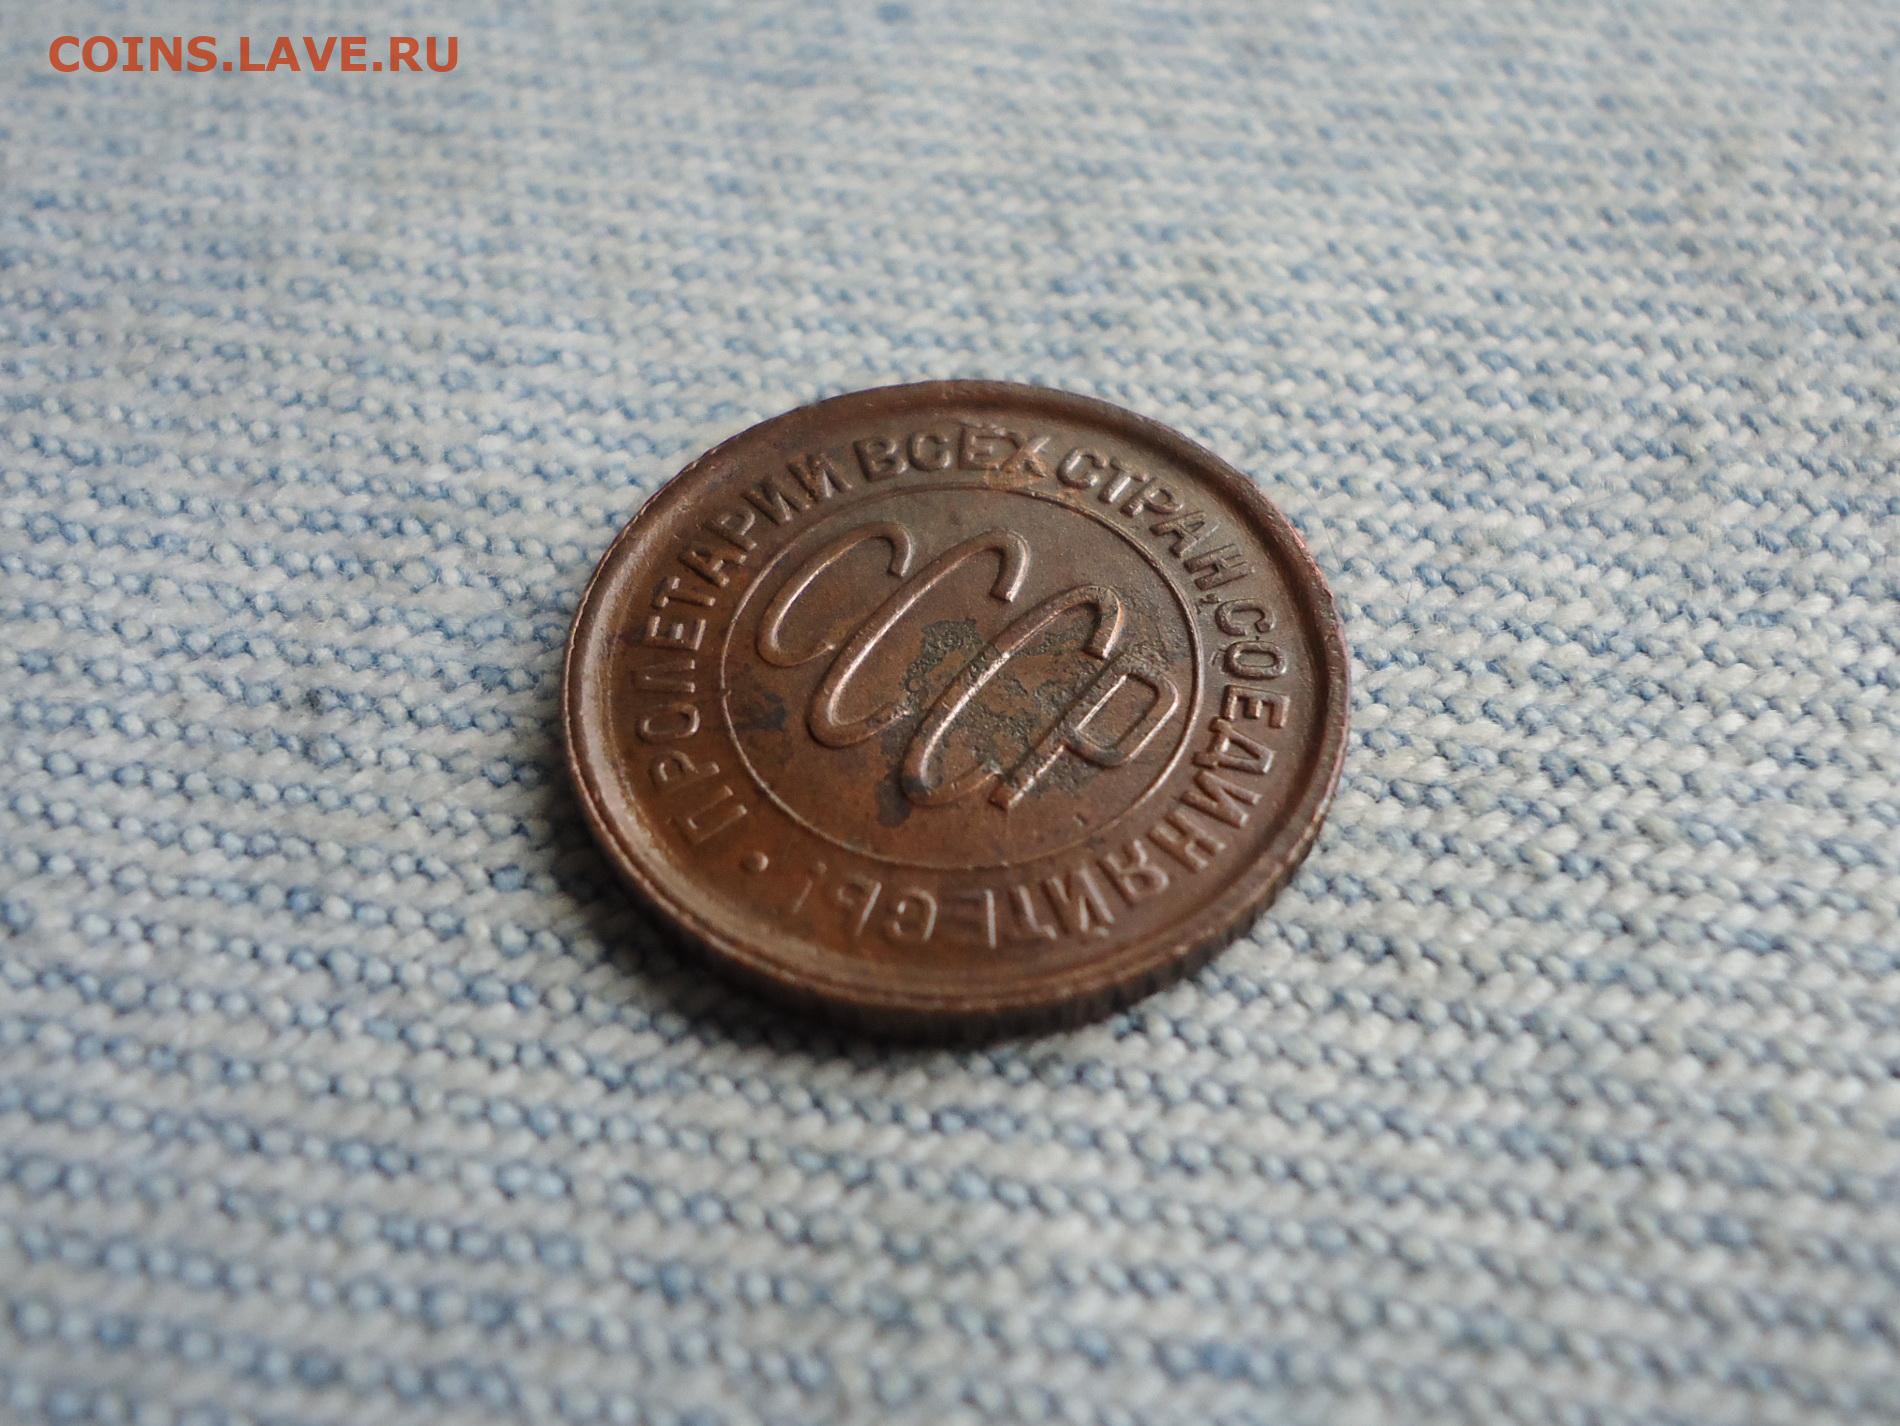 COINS.LAVE.RU
ПРОЛЕТАРИИ ВСЕХ СТРАН, СОЕДИНЯЙТЕСЬ! •
СССР